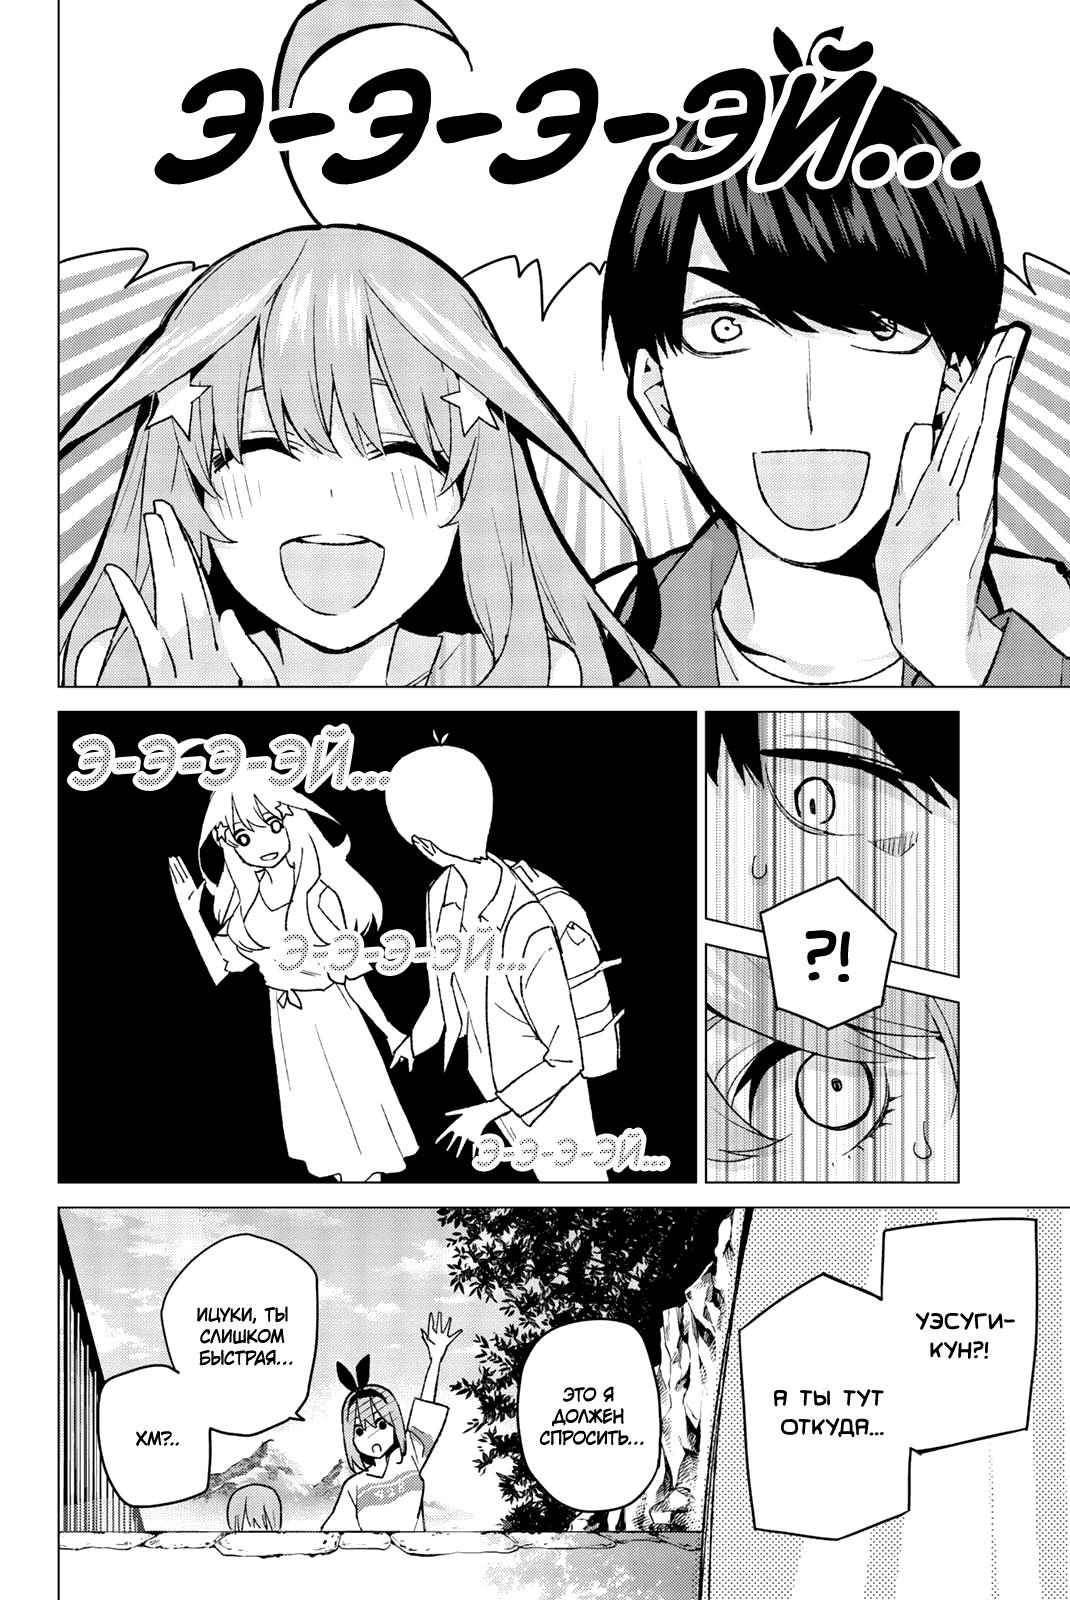 Э-Э-Э-ЭЙ...
Э-Э-Э-ЭЙ...
Э-Э-Э-ЭЙ...
Э-Э-Э-ЭЙ...
?!
УЭСУГИ-
КУН?!
А ТЫ ТУТ
ОТКУДА...
ЭТО Я
ДОЛЖЕН
СПРОСИТЬ...
ИЦУКИ, ТЫ
СЛИШКОМ
БЫСТРАЯ...
ХМ?..